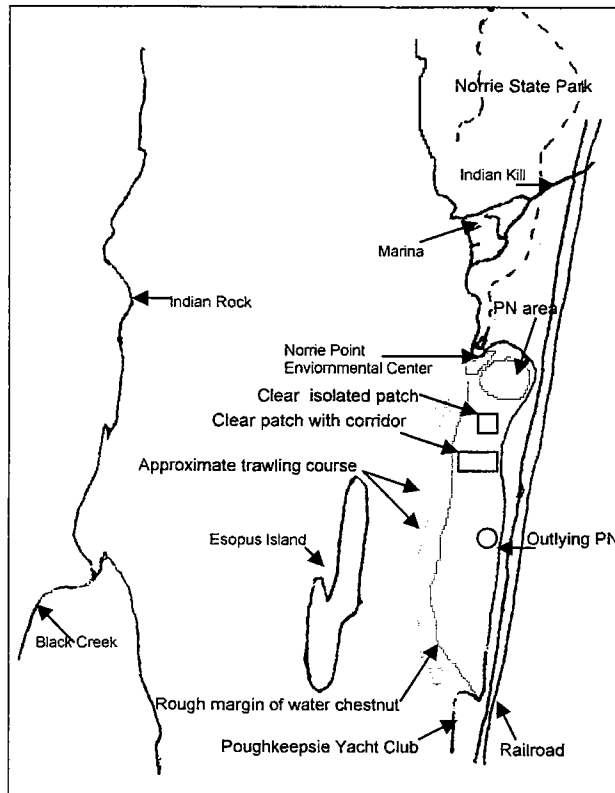 Norrie State Park
Indian Kill
Marina
Indian Rock
PN area
Norrie Point
Enviormental Center
Clear isolated patch
Clear patch with corridor
Approximate trawling course
Esopus Island
Outlying PN
Black Creek
Rough margin of water chestnut
Poughkeepsie Yacht Club
Railroad